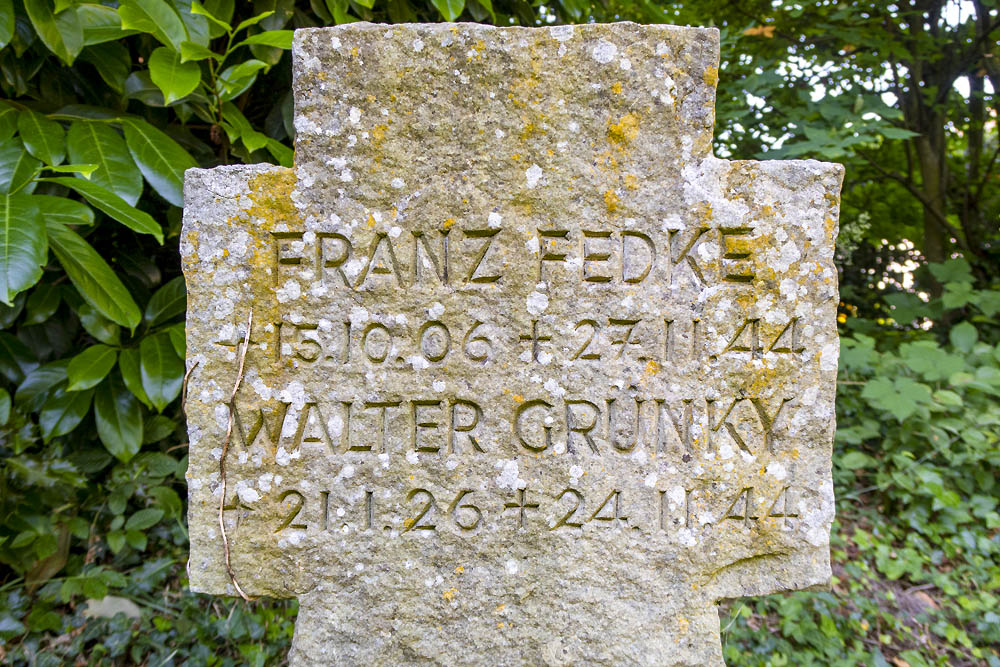 FRANZ FEDKE
* 15.10.06 + 27.11.44
WALTER GRUNKY
* 21.1.26 + 24.11.44